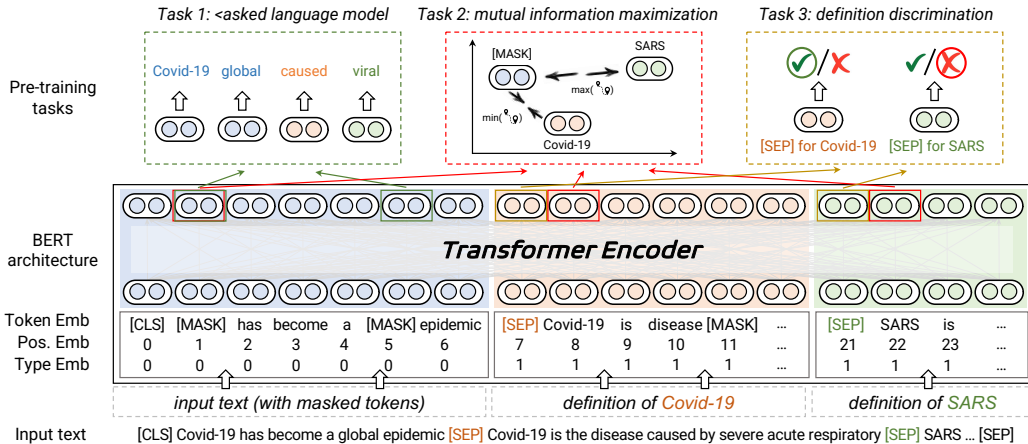 Task 1: <asked language model
Task 2: mutual information maximization
Task 3: definition discrimination
Pre-training tasks
Covid-19 global caused viral
[MASK] SARS
max( )
min( )
Covid-19
✓/✗ ✓/✗
[SEP] for Covid-19 [SEP] for SARS
BERT architecture
Transformer Encoder
Token Emb [CLS] [MASK] has become a [MASK] epidemic [SEP] Covid-19 is disease [MASK] ... [SEP] SARS is ...
Pos. Emb 0 1 2 3 4 5 6 7 8 9 10 11 ... 21 22 23 ...
Type Emb 0 0 0 0 0 0 0 1 1 1 1 1 1 1 1 1
input text (with masked tokens) definition of Covid-19 definition of SARS
Input text [CLS] Covid-19 has become a global epidemic [SEP] Covid-19 is the disease caused by severe acute respiratory [SEP] SARS ... [SEP]